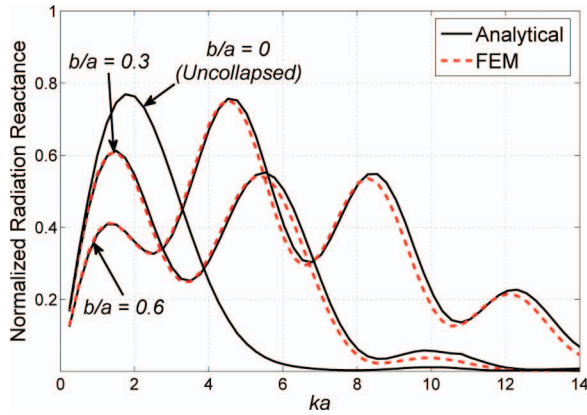 Normalized Radiation Reactance
1
0.8
0.6
0.4
0.2
0
2
4
6
8
10
12
14
ka
b/a = 0.3
b/a = 0
(Uncollapsed)
b/a = 0.6
Analytical
FEM